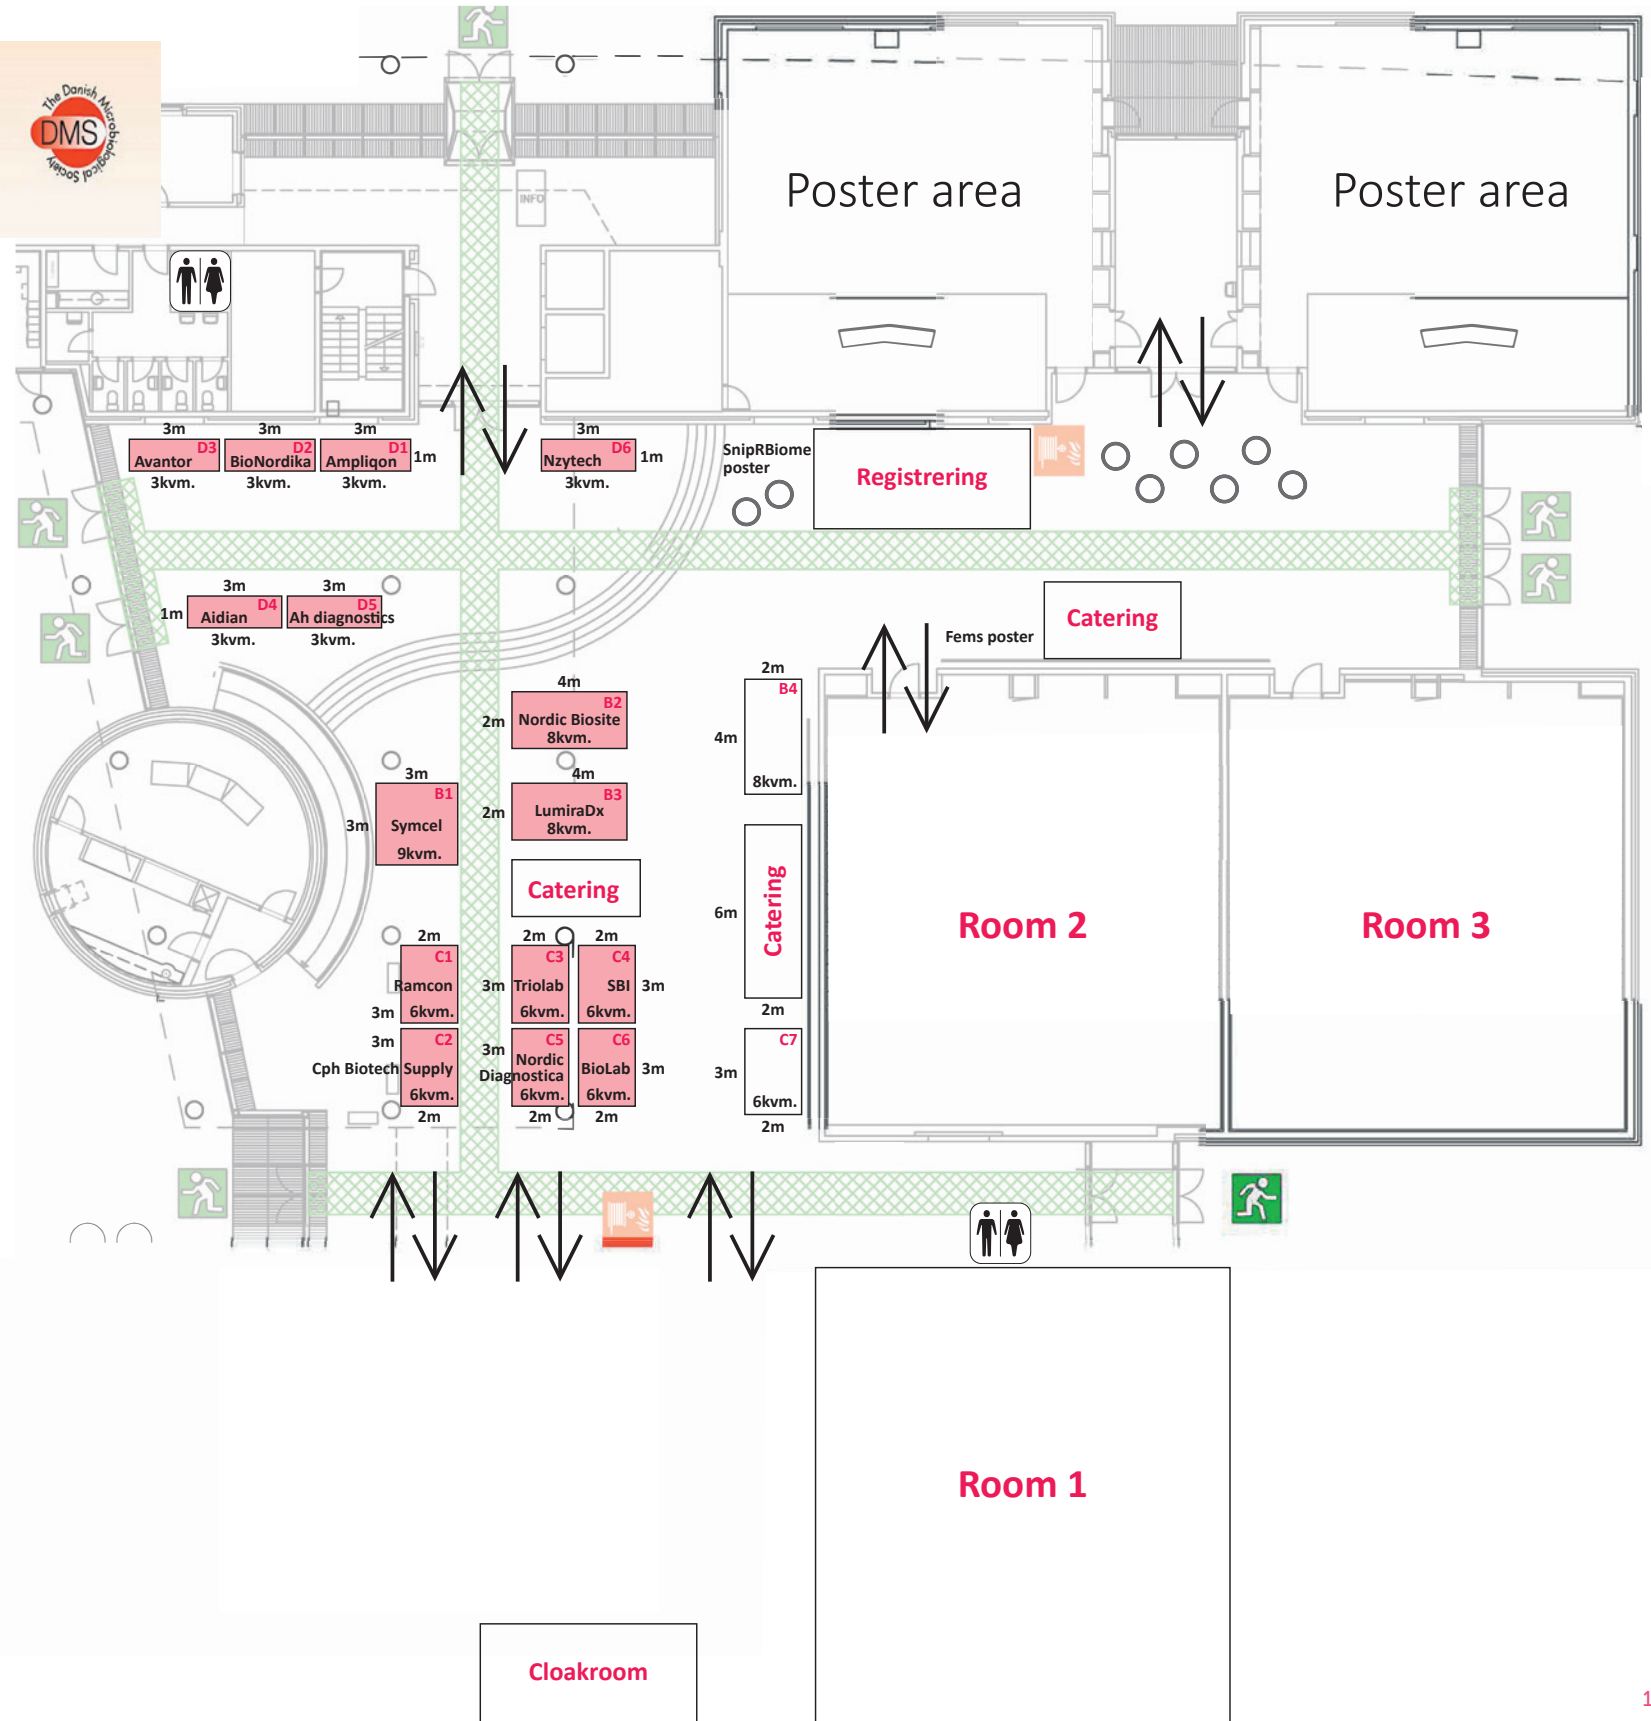 The Danish Microbiological Society
DMS
INFO
Poster area
Poster area
3m
3m
3m
D3
Avantor
3kvm.
D2
BioNordika
3kvm.
D1
Ampliqon
1m
3kvm.
3m
D6
Nzytech
1m
3kvm.
SnipRBiome
poster
Registrering
3m
1m
D4
Aidian
3kvm.
3m
D5
Ah diagnostics
3kvm.
Fems poster
Catering
4m
2m
B2
Nordic Biosite
8kvm.
2m
B4
4m
8kvm.
3m
3m
B1
Symcel
9kvm.
4m
2m
B3
LumiraDx
8kvm.
Catering
6m
Catering
2m
Room 2
Room 3
2m
C1
Ramcon
3m
6kvm.
2m
C3
3m
Triolab
6kvm.
2m
C4
SBI
3m
6kvm.
3m
C2
Cph Biotech Supply
6kvm.
2m
3m
C5
Nordic
Diagnostica
6kvm.
2m
C6
BioLab
3m
6kvm.
2m
C7
3m
6kvm.
2m
Room 1
Cloakroom
1